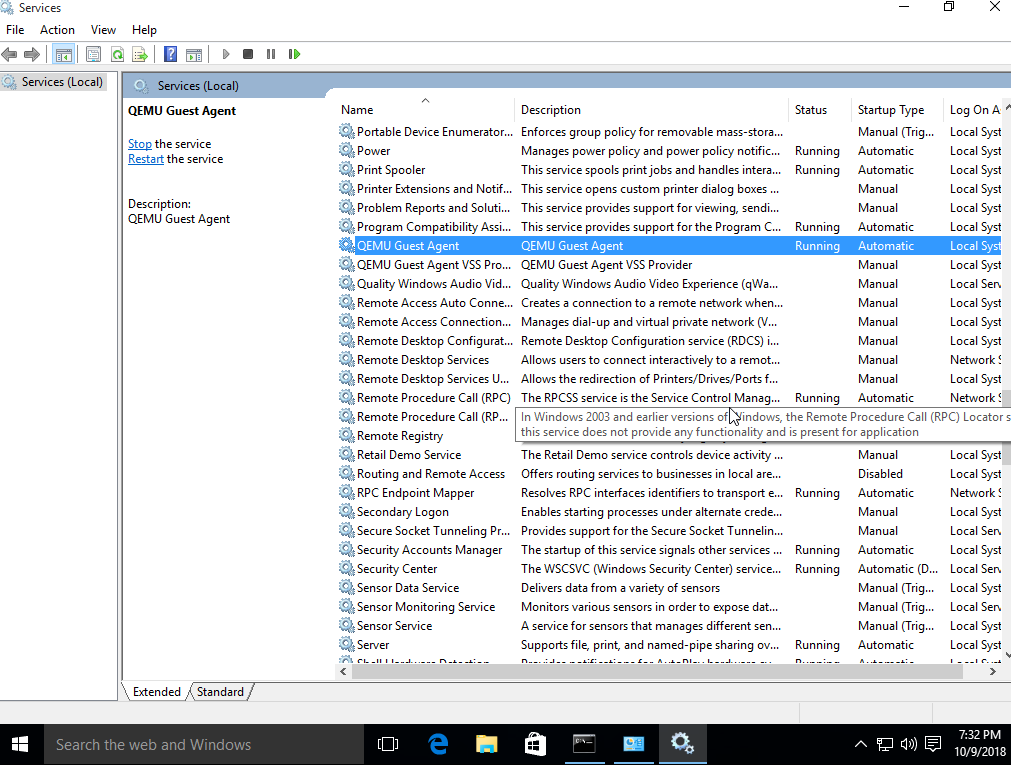 Services
File Action View Help
Services (Local)
Services (Local)
QEMU Guest Agent
Stop the service
Restart the service
Description:
QEMU Guest Agent
Name Description Status Startup Type Log On A
Portable Device Enumerator... Enforces group policy for removable mass-stora... Manual (Trig... Local Syst
Power Manages power policy and power policy notific... Running Automatic Local Syst
Print Spooler This service spools print jobs and handles intera... Running Automatic Local Syst
Printer Extensions and Notif... This service opens custom printer dialog boxes ... Manual Local Syst
Problem Reports and Soluti... This service provides support for viewing, sendi... Manual Local Syst
Program Compatibility Assi... This service provides support for the Program C... Running Automatic Local Syst
QEMU Guest Agent QEMU Guest Agent Running Automatic Local Syst
QEMU Guest Agent VSS Pro... QEMU Guest Agent VSS Provider Manual Local Syst
Quality Windows Audio Vid... Quality Windows Audio Video Experience (qWa... Manual Local Serv
Remote Access Auto Conne... Creates a connection to a remote network when... Manual Local Syst
Remote Access Connection... Manages dial-up and virtual private network (V... Manual Local Syst
Remote Desktop Configurat... Remote Desktop Configuration service (RDCS) i... Manual Local Syst
Remote Desktop Services Allows users to connect interactively to a remot... Manual Network S
Remote Desktop Services U... Allows the redirection of Printers/Drives/Ports f... Manual Local Syst
Remote Procedure Call (RPC) The RPCSS service is the Service Control Manag... Running Automatic Network S
Remote Procedure Call (RP... In Windows 2003 and earlier versions of Windows, the Remote Procedure Call (RPC) Locator s
this service does not provide any functionality and is present for application
Remote Registry
Retail Demo Service The Retail Demo service controls device activity ... Manual Local Syst
Routing and Remote Access Offers routing services to businesses in local are... Disabled Local Syst
RPC Endpoint Mapper Resolves RPC interfaces identifiers to transport e... Running Automatic Network S
Secondary Logon Enables starting processes under alternate crede... Manual Local Syst
Secure Socket Tunneling Pr... Provides support for the Secure Socket Tunnelin... Manual Local Serv
Security Accounts Manager The startup of this service signals other services ... Running Automatic Local Syst
Security Center The WSCSVC (Windows Security Center) service... Running Automatic (D... Local Serv
Sensor Data Service Delivers data from a variety of sensors Manual (Trig... Local Syst
Sensor Monitoring Service Monitors various sensors in order to expose dat... Manual (Trig... Local Serv
Sensor Service A service for sensors that manages different sen... Manual (Trig... Local Syst
Server Supports file, print, and named-pipe sharing ov... Running Automatic Local Syst
Shell Hardware Detection Provides notifications for AutoPlay hardware ev... Running Automatic Local Syst
Extended Standard
Search the web and Windows
7:32 PM
10/9/2018